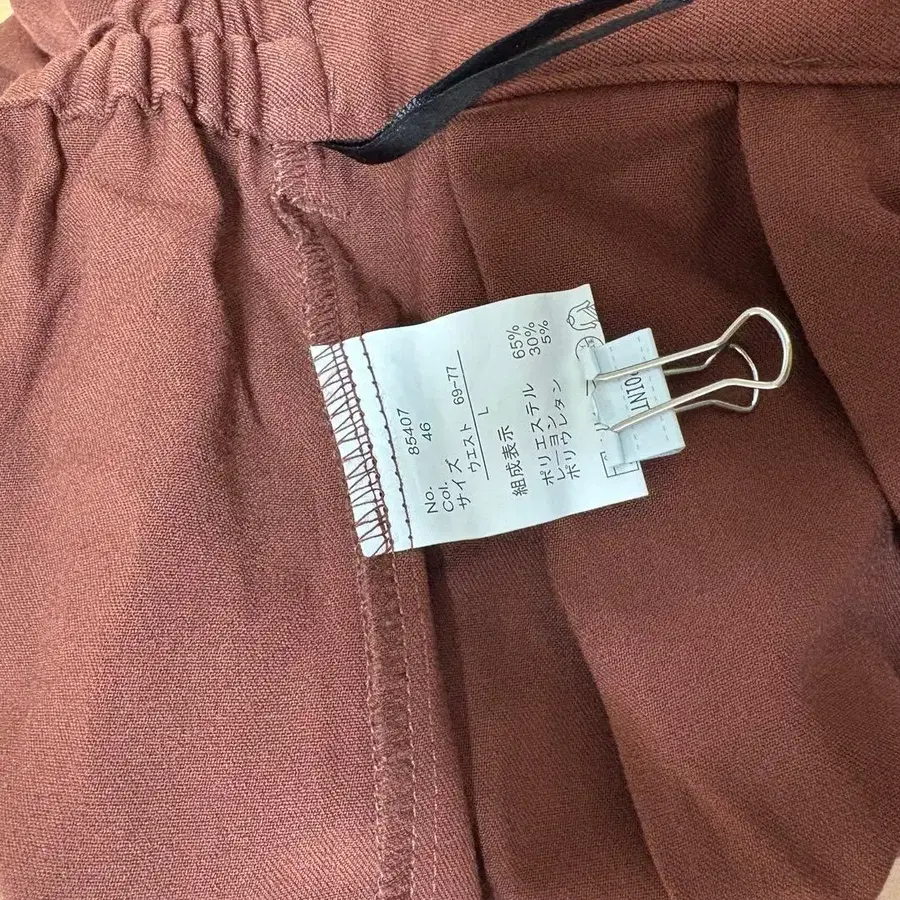 No. 85407
Col. 46
サイズ
ウエスト 69-77
L
組成表示
ポリエステル 65%
レーヨン 30%
ポリウレタン 5%